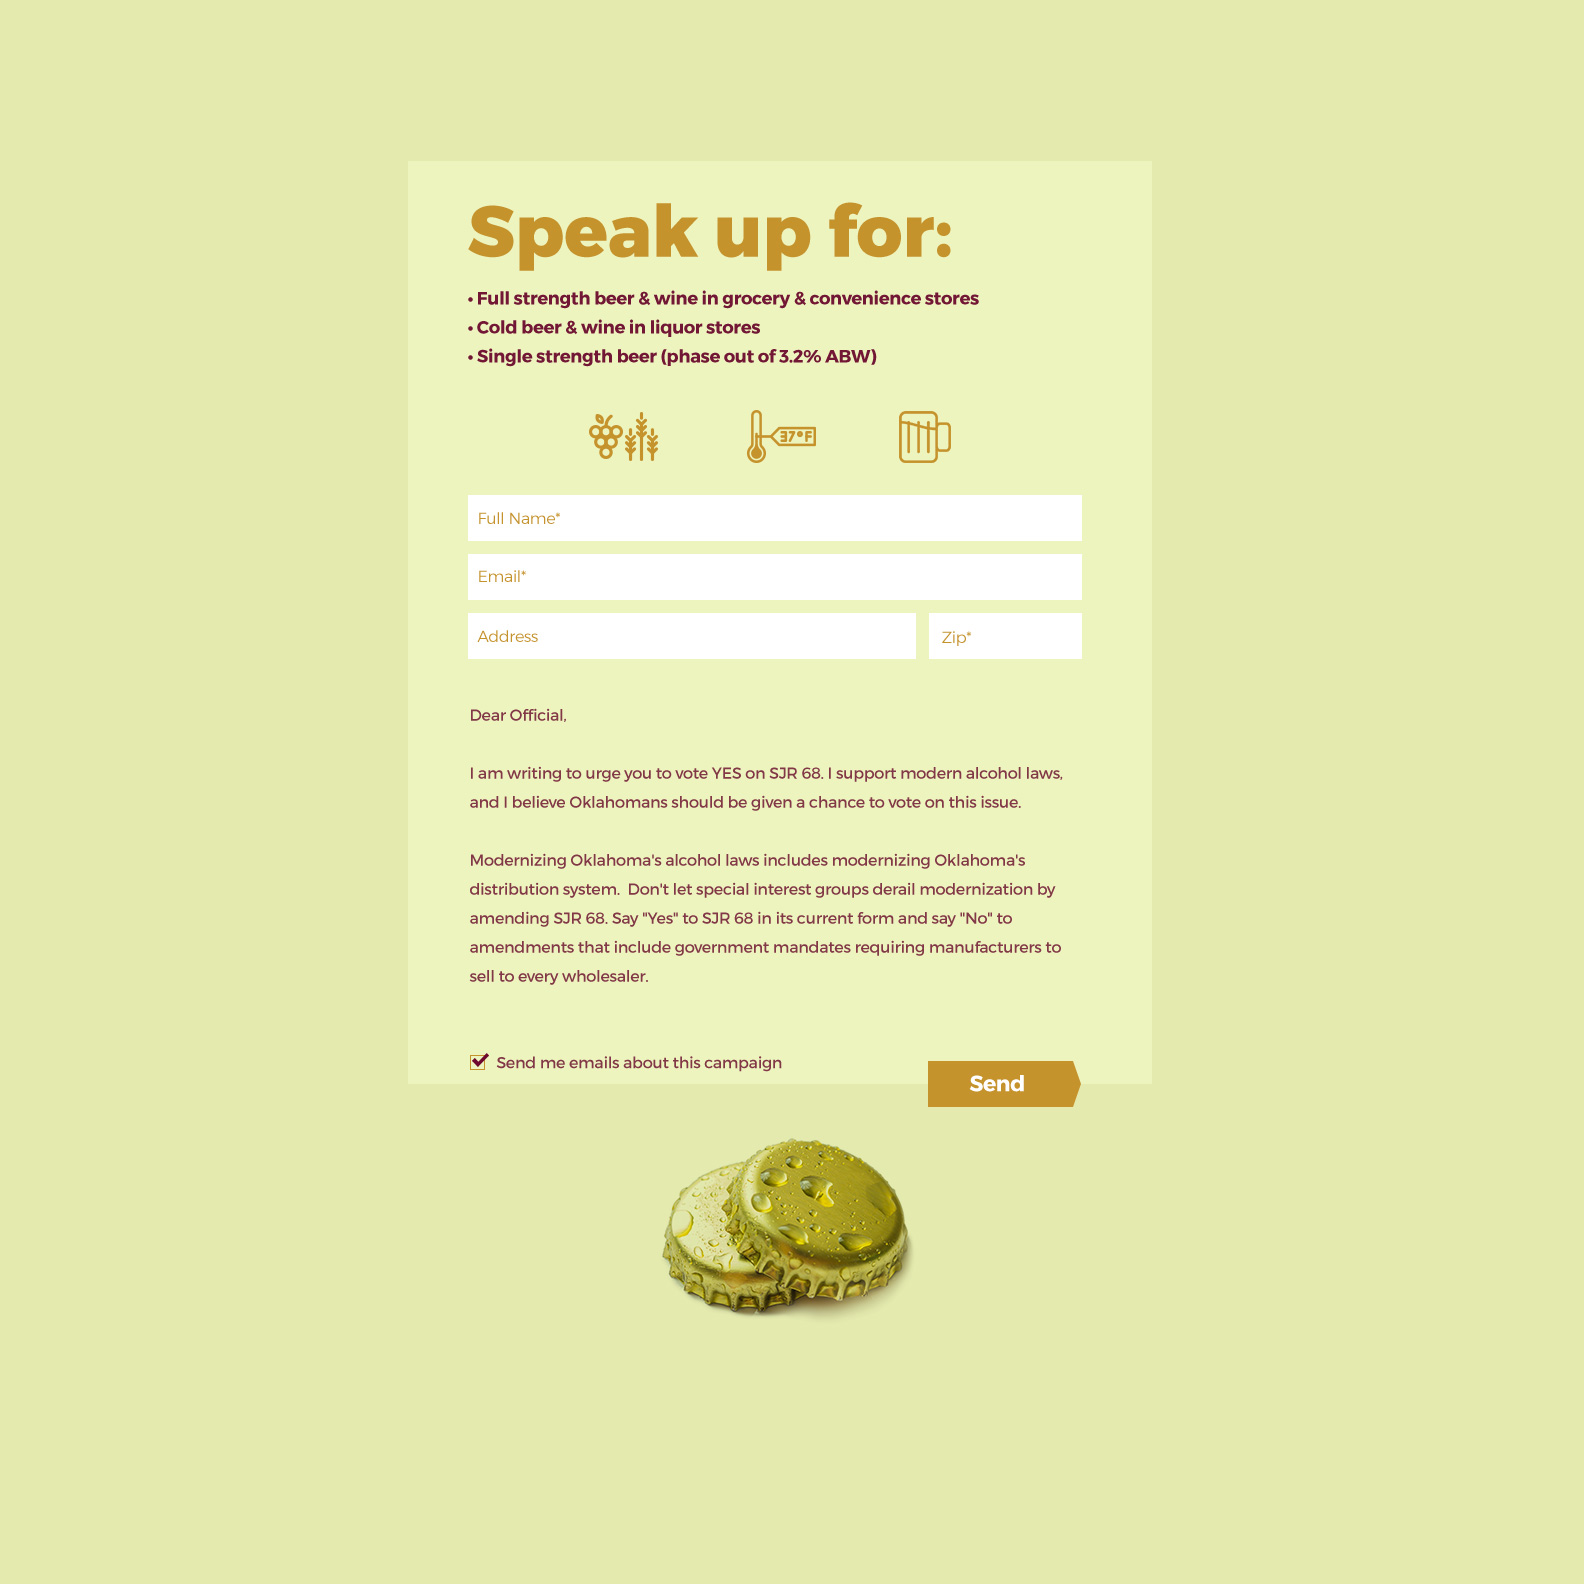 Speak up for:
• Full strength beer & wine in grocery & convenience stores
• Cold beer & wine in liquor stores
• Single strength beer (phase out of 3.2% ABW)
37°F
Full Name*
Email*
Address
Zip*
Dear Official,
I am writing to urge you to vote YES on SJR 68. I support modern alcohol laws,
and I believe Oklahomans should be given a chance to vote on this issue.
Modernizing Oklahoma's alcohol laws includes modernizing Oklahoma's
distribution system.  Don't let special interest groups derail modernization by
amending SJR 68. Say "Yes" to SJR 68 in its current form and say "No" to
amendments that include government mandates requiring manufacturers to
sell to every wholesaler.
Send me emails about this campaign
Send